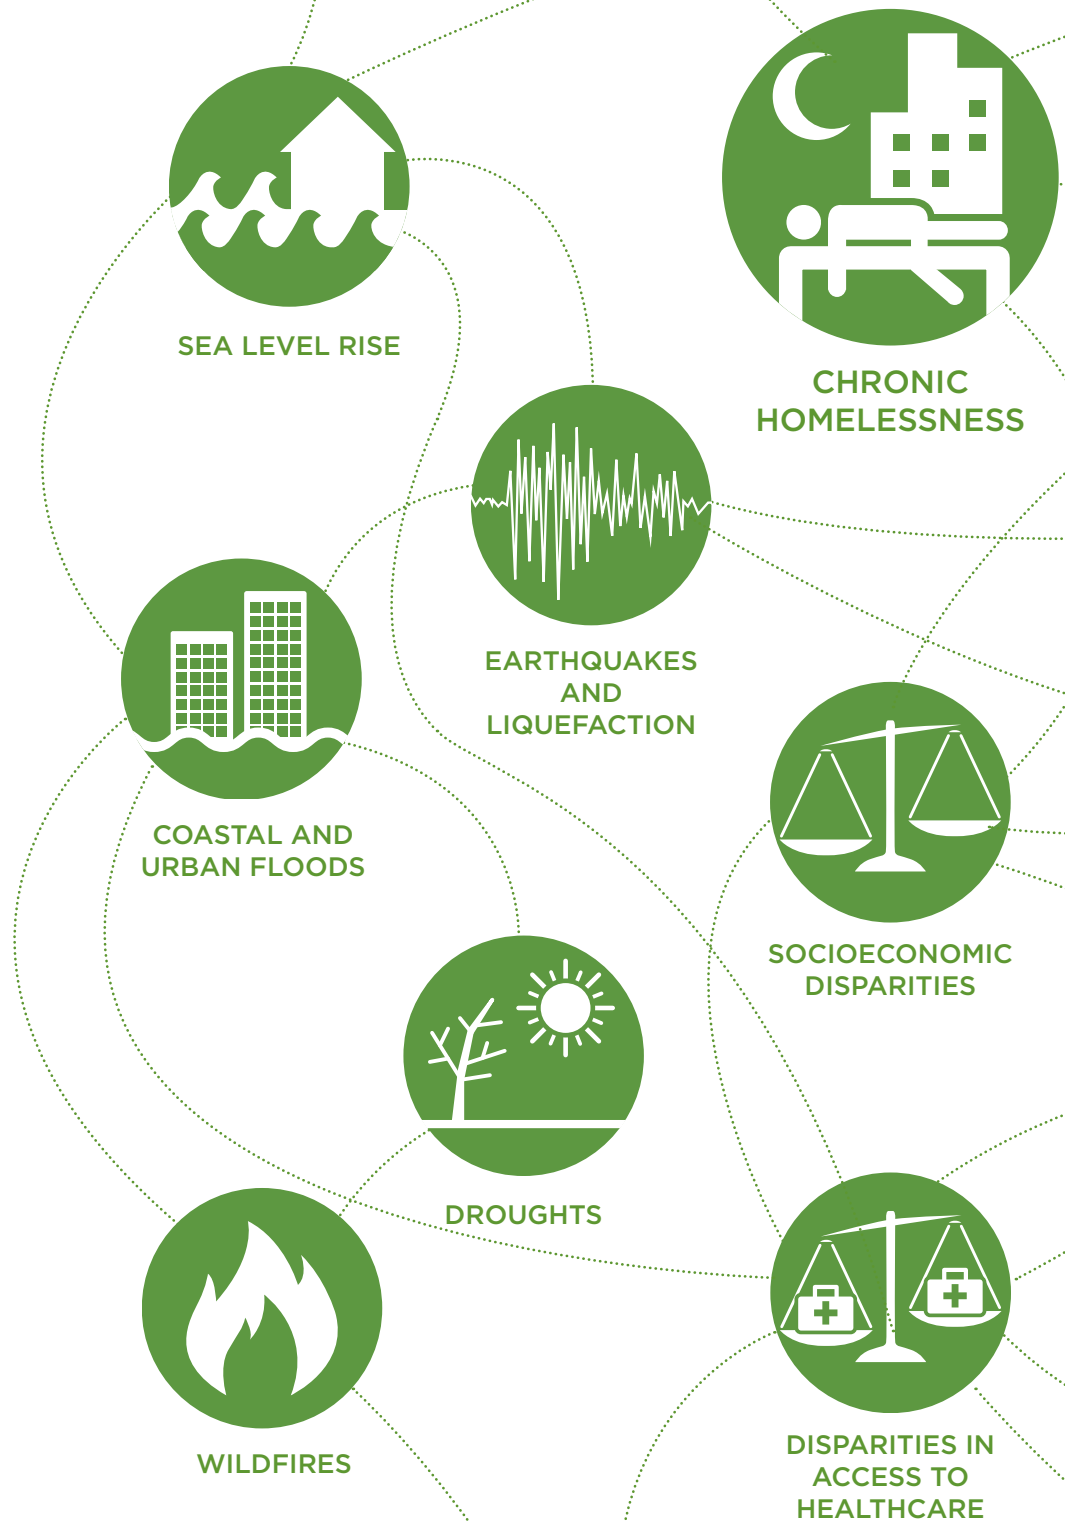 SEA LEVEL RISE
CHRONIC
HOMELESSNESS
EARTHQUAKES
AND
LIQUEFACTION
COASTAL AND
URBAN FLOODS
SOCIOECONOMIC
DISPARITIES
DROUGHTS
WILDFIRES
DISPARITIES IN
ACCESS TO
HEALTHCARE